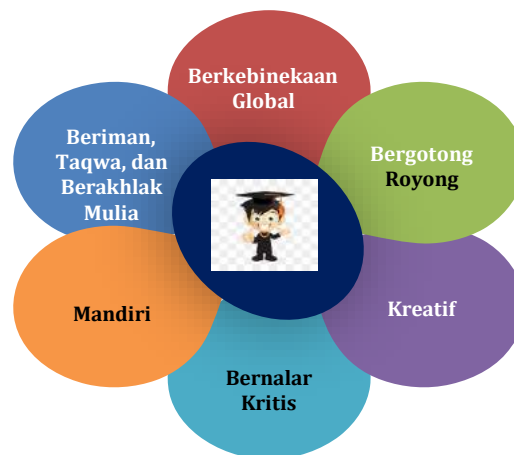 Berkebinekaan
Global
Bergotong
Royong
Kreatif
Bernalar
Kritis
Mandiri
Beriman,
Taqwa, dan
Berakhlak
Mulia